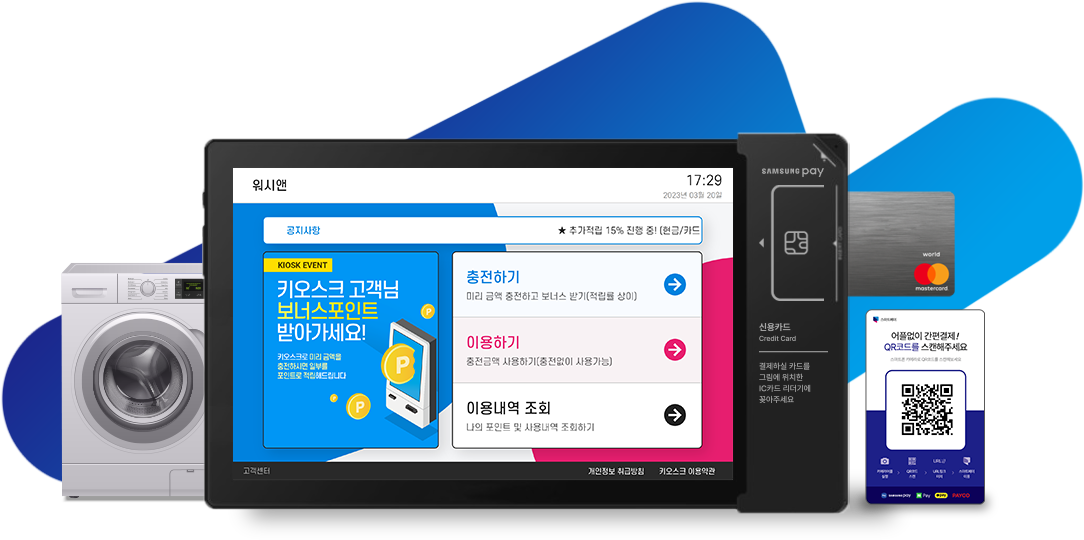 워시앤
17:29
2023년 03월 20일
공지사항
★ 추가적립 15% 진행 중! (현금/카드
KIOSK EVENT
키오스크 고객님
보너스포인트
받아가세요!
키오스크로 미리 금액을
충전하시면 일부를
포인트로 적립해드립니다
P
P
P
충전하기
미리 금액 충전하고 보너스 받기(적립률 상이)
이용하기
충전금액 사용하기(충전없이 사용가능)
이용내역 조회
나의 포인트 및 사용내역 조회하기
고객센터
개인정보 취급방침
키오스크 이용약관
SAMSUNG pay
신용카드
Credit Card
결제하실 카드를
그림에 위치한
IC카드 리더기에
꽂아주세요
world
mastercard
어플없이 간편결제!
QR코드를 스캔해주세요
SAMSUNG pay
N Pay
PAYCO